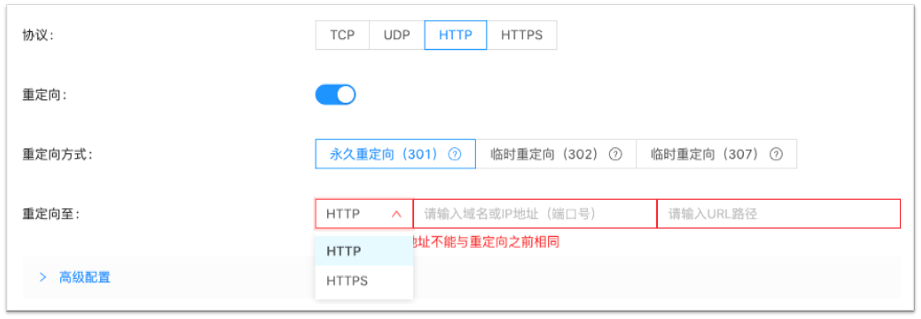 协议：
TCP UDP HTTP HTTPS
重定向：
重定向方式：
永久重定向（301） 临时重定向（302） 临时重定向（307）
重定向至：
HTTP 请输入域名或IP地址（端口号） 请输入URL路径
址不能与重定向之前相同
HTTP
HTTPS
高级配置